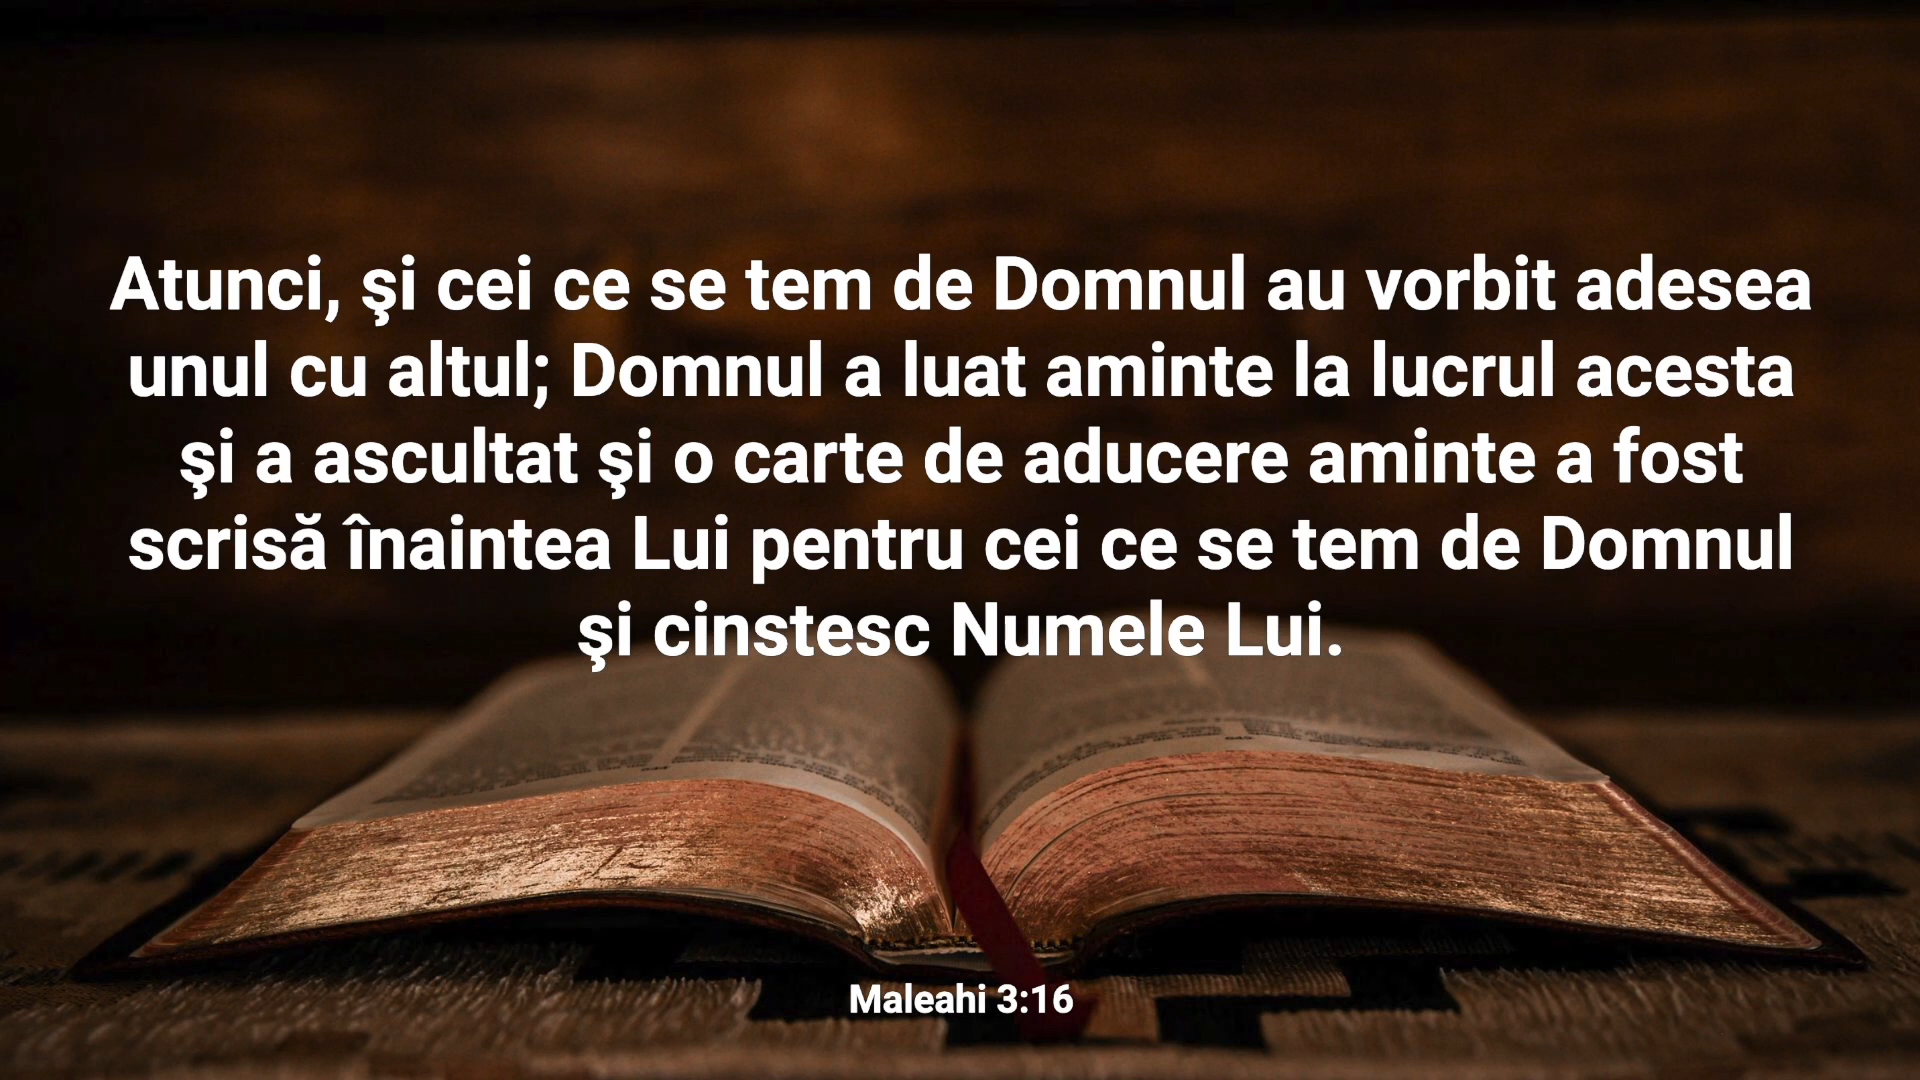 Atunci, şi cei ce se tem de Domnul au vorbit adesea
unul cu altul; Domnul a luat aminte la lucrul acesta
şi a ascultat şi o carte de aducere aminte a fost
scrisă înaintea Lui pentru cei ce se tem de Domnul
şi cinstesc Numele Lui.
Maleahi 3:16